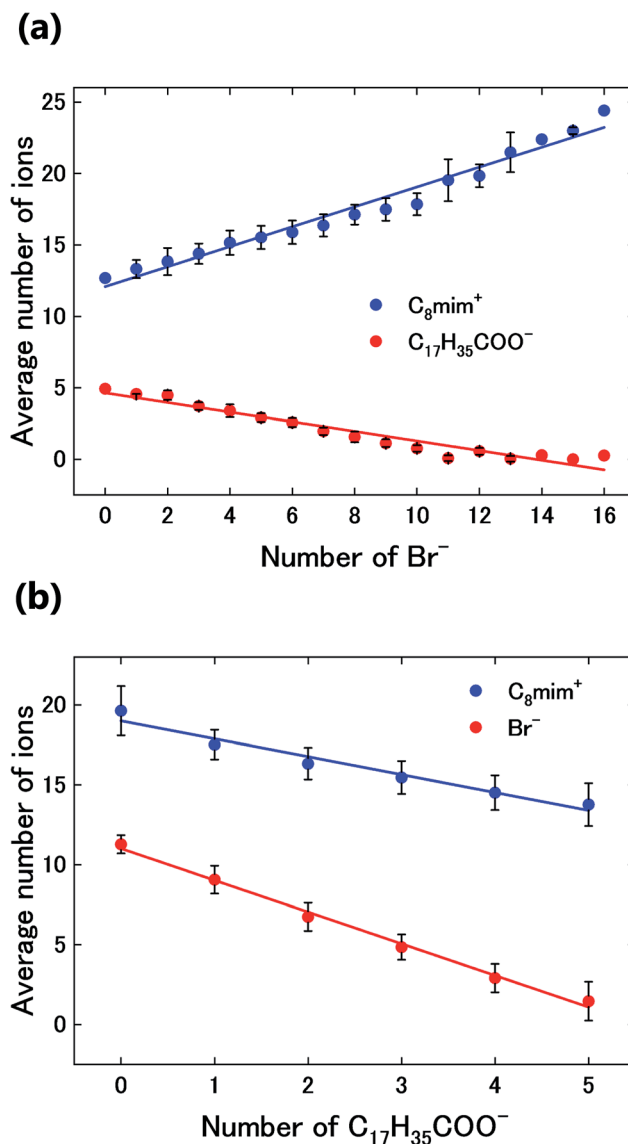 (a)
25
20
15
10
5
0
Average number of ions
C₈mim⁺
C₁₇H₃₅COO⁻
0 2 4 6 8 10 12 14 16
Number of Br⁻
(b)
20
15
10
5
0
Average number of ions
C₈mim⁺
Br⁻
0 1 2 3 4 5
Number of C₁₇H₃₅COO⁻